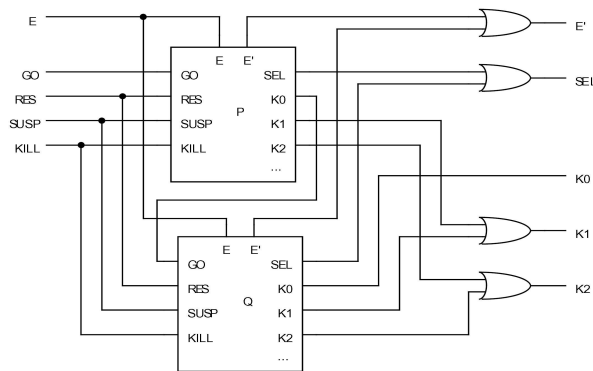 E
E'
E E'
GO
GO SEL
SEL
RES
RES K0
P
SUSP
SUSP K1
KILL
KILL K2
...
K0
E E'
GO SEL
K1
RES K0
Q
SUSP K1
K2
KILL K2
...